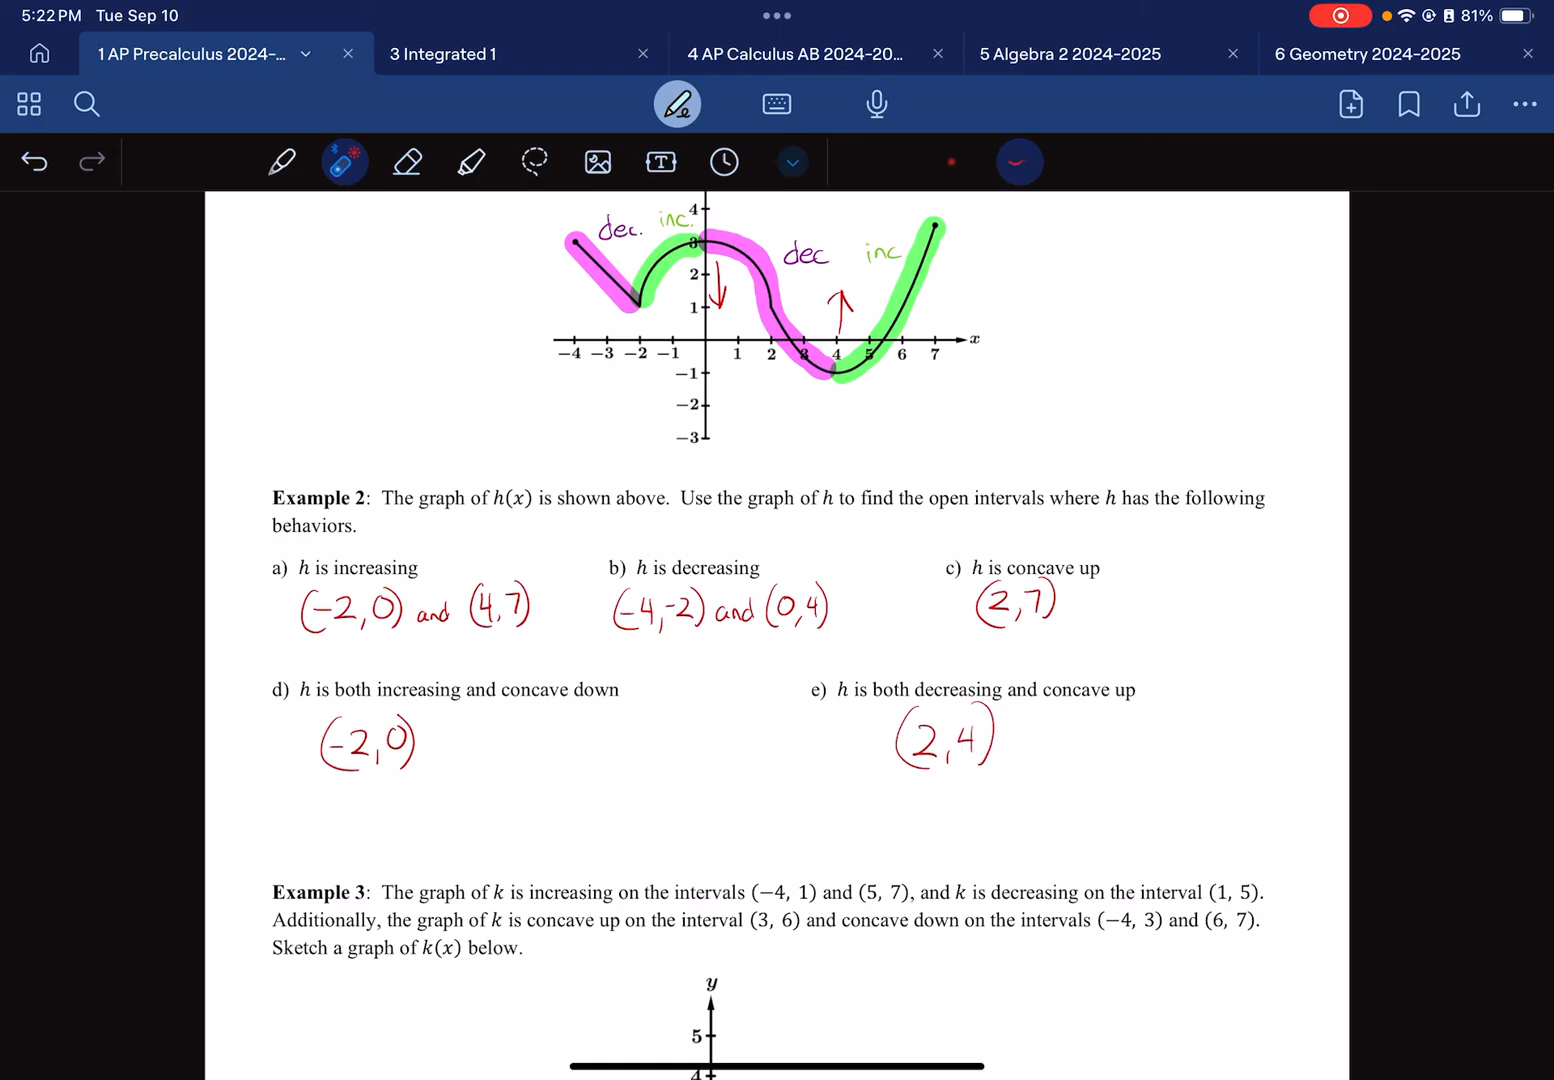 5:22 PM Tue Sep 10
81%
1 AP Precalculus 2024-...
3 Integrated 1
4 AP Calculus AB 2024-20...
5 Algebra 2 2024-2025
6 Geometry 2024-2025
T
dec. inc. 4
3
dec inc
2
1
x
−4 −3 −2 −1 1 2 3 4 5 6 7
−1
−2
−3
Example 2: The graph of h(x) is shown above. Use the graph of h to find the open intervals where h has the following
behaviors.
a) h is increasing b) h is decreasing c) h is concave up
(-2,0) and (4,7) (-4,-2) and (0,4) (2,7)
d) h is both increasing and concave down e) h is both decreasing and concave up
(-2,0) (2,4)
Example 3: The graph of k is increasing on the intervals (−4, 1) and (5, 7), and k is decreasing on the interval (1, 5).
Additionally, the graph of k is concave up on the interval (3, 6) and concave down on the intervals (−4, 3) and (6, 7).
Sketch a graph of k(x) below.
y
5
4